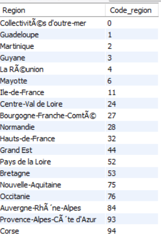 Region Code_region
CollectivitÃ©s d'outre-mer 0
Guadeloupe 1
Martinique 2
Guyane 3
La RÃ©union 4
Mayotte 6
Ile-de-France 11
Centre-Val de Loire 24
Bourgogne-Franche-ComtÃ© 27
Normandie 28
Hauts-de-France 32
Grand Est 44
Pays de la Loire 52
Bretagne 53
Nouvelle-Aquitaine 75
Occitanie 76
Auvergne-RhÃ´ne-Alpes 84
Provence-Alpes-CÃ´te d'Azur 93
Corse 94